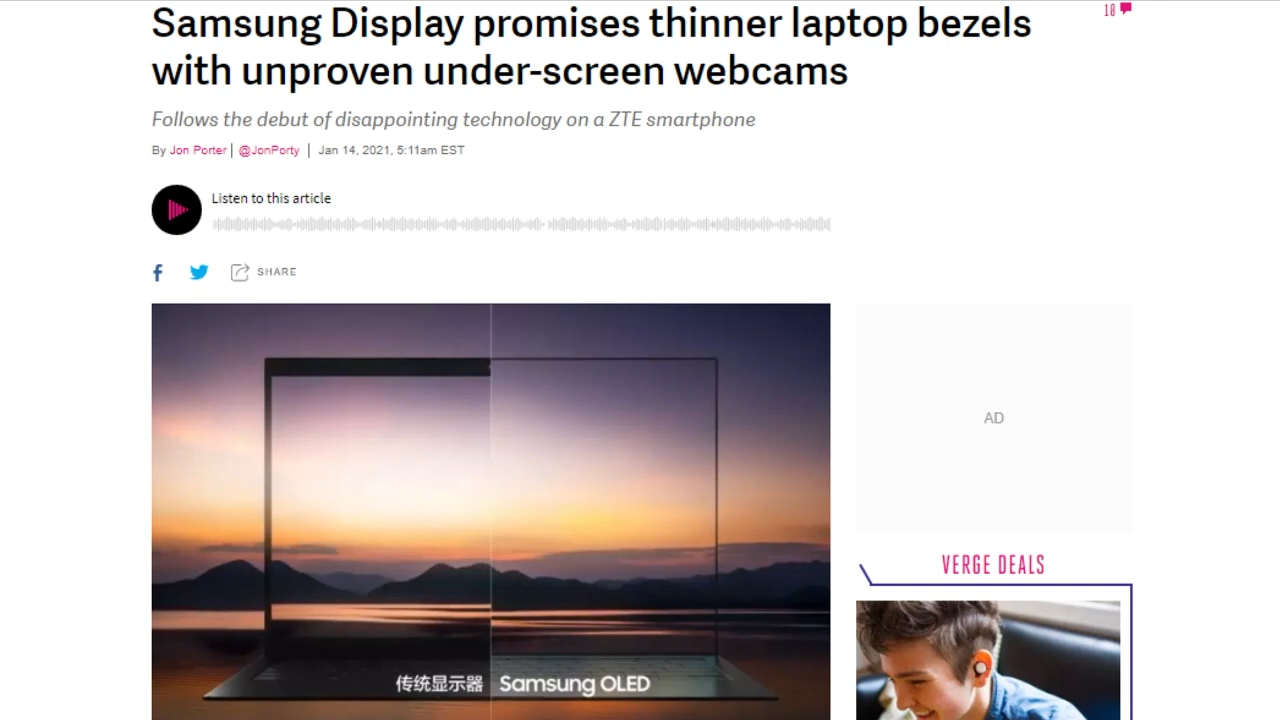 18
Samsung Display promises thinner laptop bezels
with unproven under-screen webcams
Follows the debut of disappointing technology on a ZTE smartphone
By Jon Porter | @JonPorty | Jan 14, 2021, 5:11am EST
Listen to this article
SHARE
AD
VERGE DEALS
传统显示器 Samsung OLED